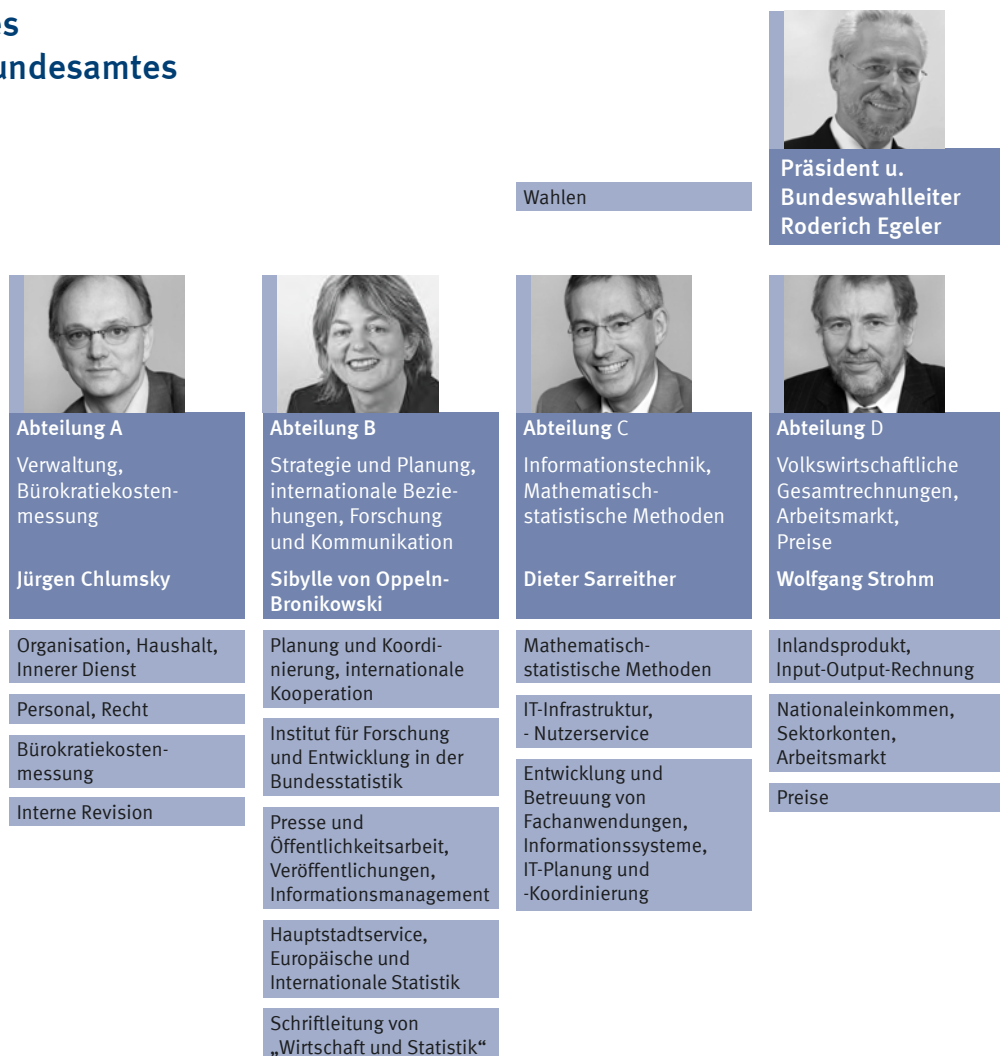 es
undesamtes
Wahlen
Präsident u.
Bundeswahlleiter
Roderich Egeler
Abteilung A
Verwaltung,
Bürokratiekosten-
messung
Jürgen Chlumsky
Organisation, Haushalt,
Innerer Dienst
Personal, Recht
Bürokratiekosten-
messung
Interne Revision
Abteilung B
Strategie und Planung,
internationale Bezie-
hungen, Forschung
und Kommunikation
Sibylle von Oppeln-
Bronikowski
Planung und Koordi-
nierung, internationale
Kooperation
Institut für Forschung
und Entwicklung in der
Bundesstatistik
Presse und
Öffentlichkeitsarbeit,
Veröffentlichungen,
Informationsmanagement
Hauptstadtservice,
Europäische und
Internationale Statistik
Schriftleitung von
„Wirtschaft und Statistik“
Abteilung C
Informationstechnik,
Mathematisch-
statistische Methoden
Dieter Sarreither
Mathematisch-
statistische Methoden
IT-Infrastruktur,
- Nutzerservice
Entwicklung und
Betreuung von
Fachanwendungen,
Informationssysteme,
IT-Planung und
-Koordinierung
Abteilung D
Volkswirtschaftliche
Gesamtrechnungen,
Arbeitsmarkt,
Preise
Wolfgang Strohm
Inlandsprodukt,
Input-Output-Rechnung
Nationaleinkommen,
Sektorkonten,
Arbeitsmarkt
Preise